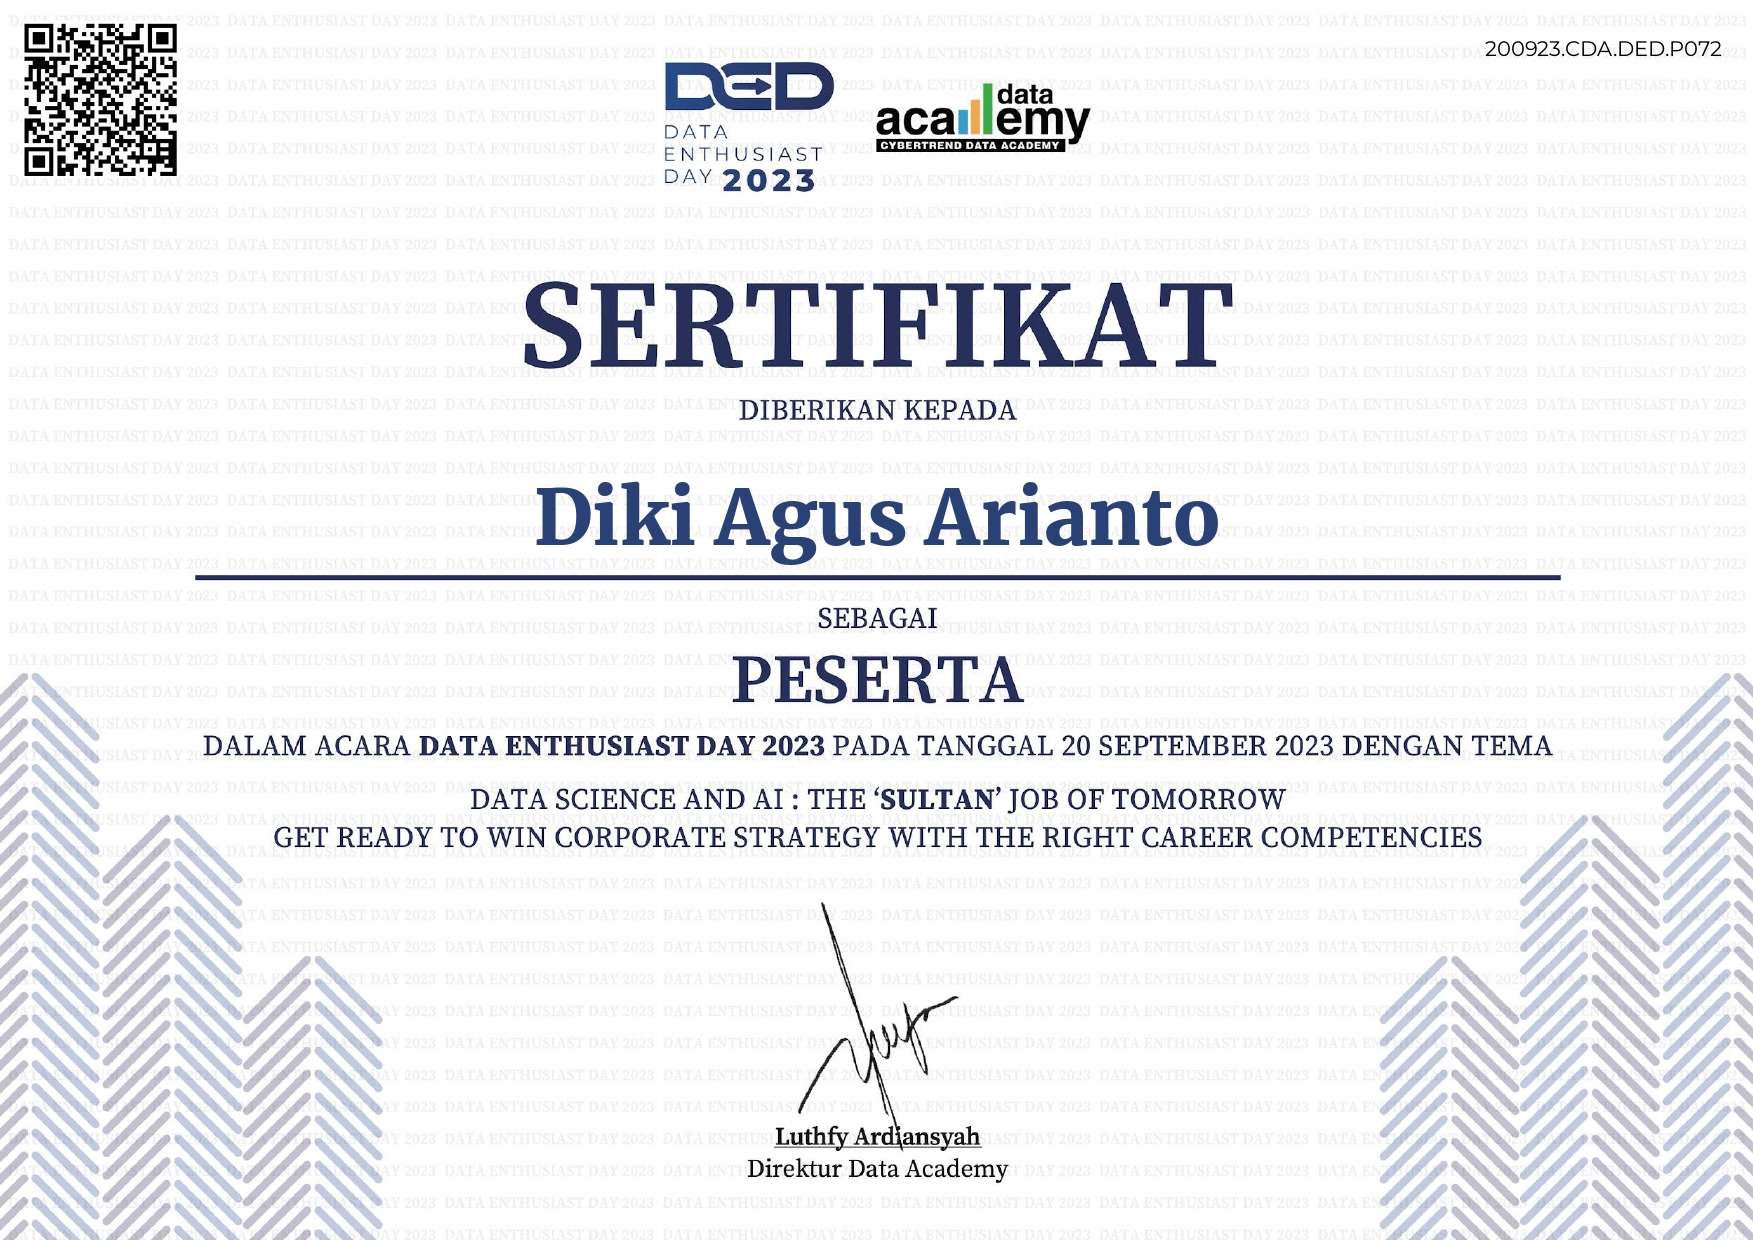 200923.CDA.DED.P072
DED
DATA
ENTHUSIAST
DAY 2023
data
academy
CYBERTREND DATA ACADEMY
SERTIFIKAT
DIBERIKAN KEPADA
Diki Agus Arianto
SEBAGAI
PESERTA
DALAM ACARA DATA ENTHUSIAST DAY 2023 PADA TANGGAL 20 SEPTEMBER 2023 DENGAN TEMA
DATA SCIENCE AND AI : THE ‘SULTAN’ JOB OF TOMORROW
GET READY TO WIN CORPORATE STRATEGY WITH THE RIGHT CAREER COMPETENCIES
Luthfy Ardiansyah
Direktur Data Academy